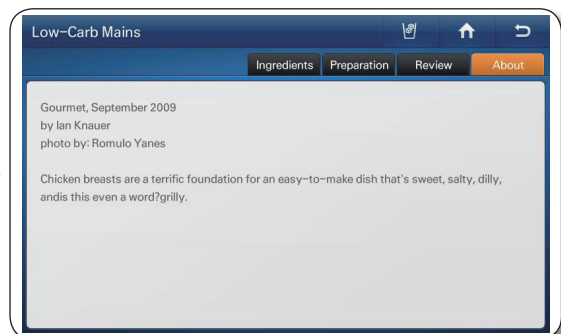 Low-Carb Mains
Ingredients Preparation Review About
Gourmet, September 2009
by Ian Knauer
photo by: Romulo Yanes
Chicken breasts are a terrific foundation for an easy-to-make dish that's sweet, salty, dilly,
andis this even a word?grilly.